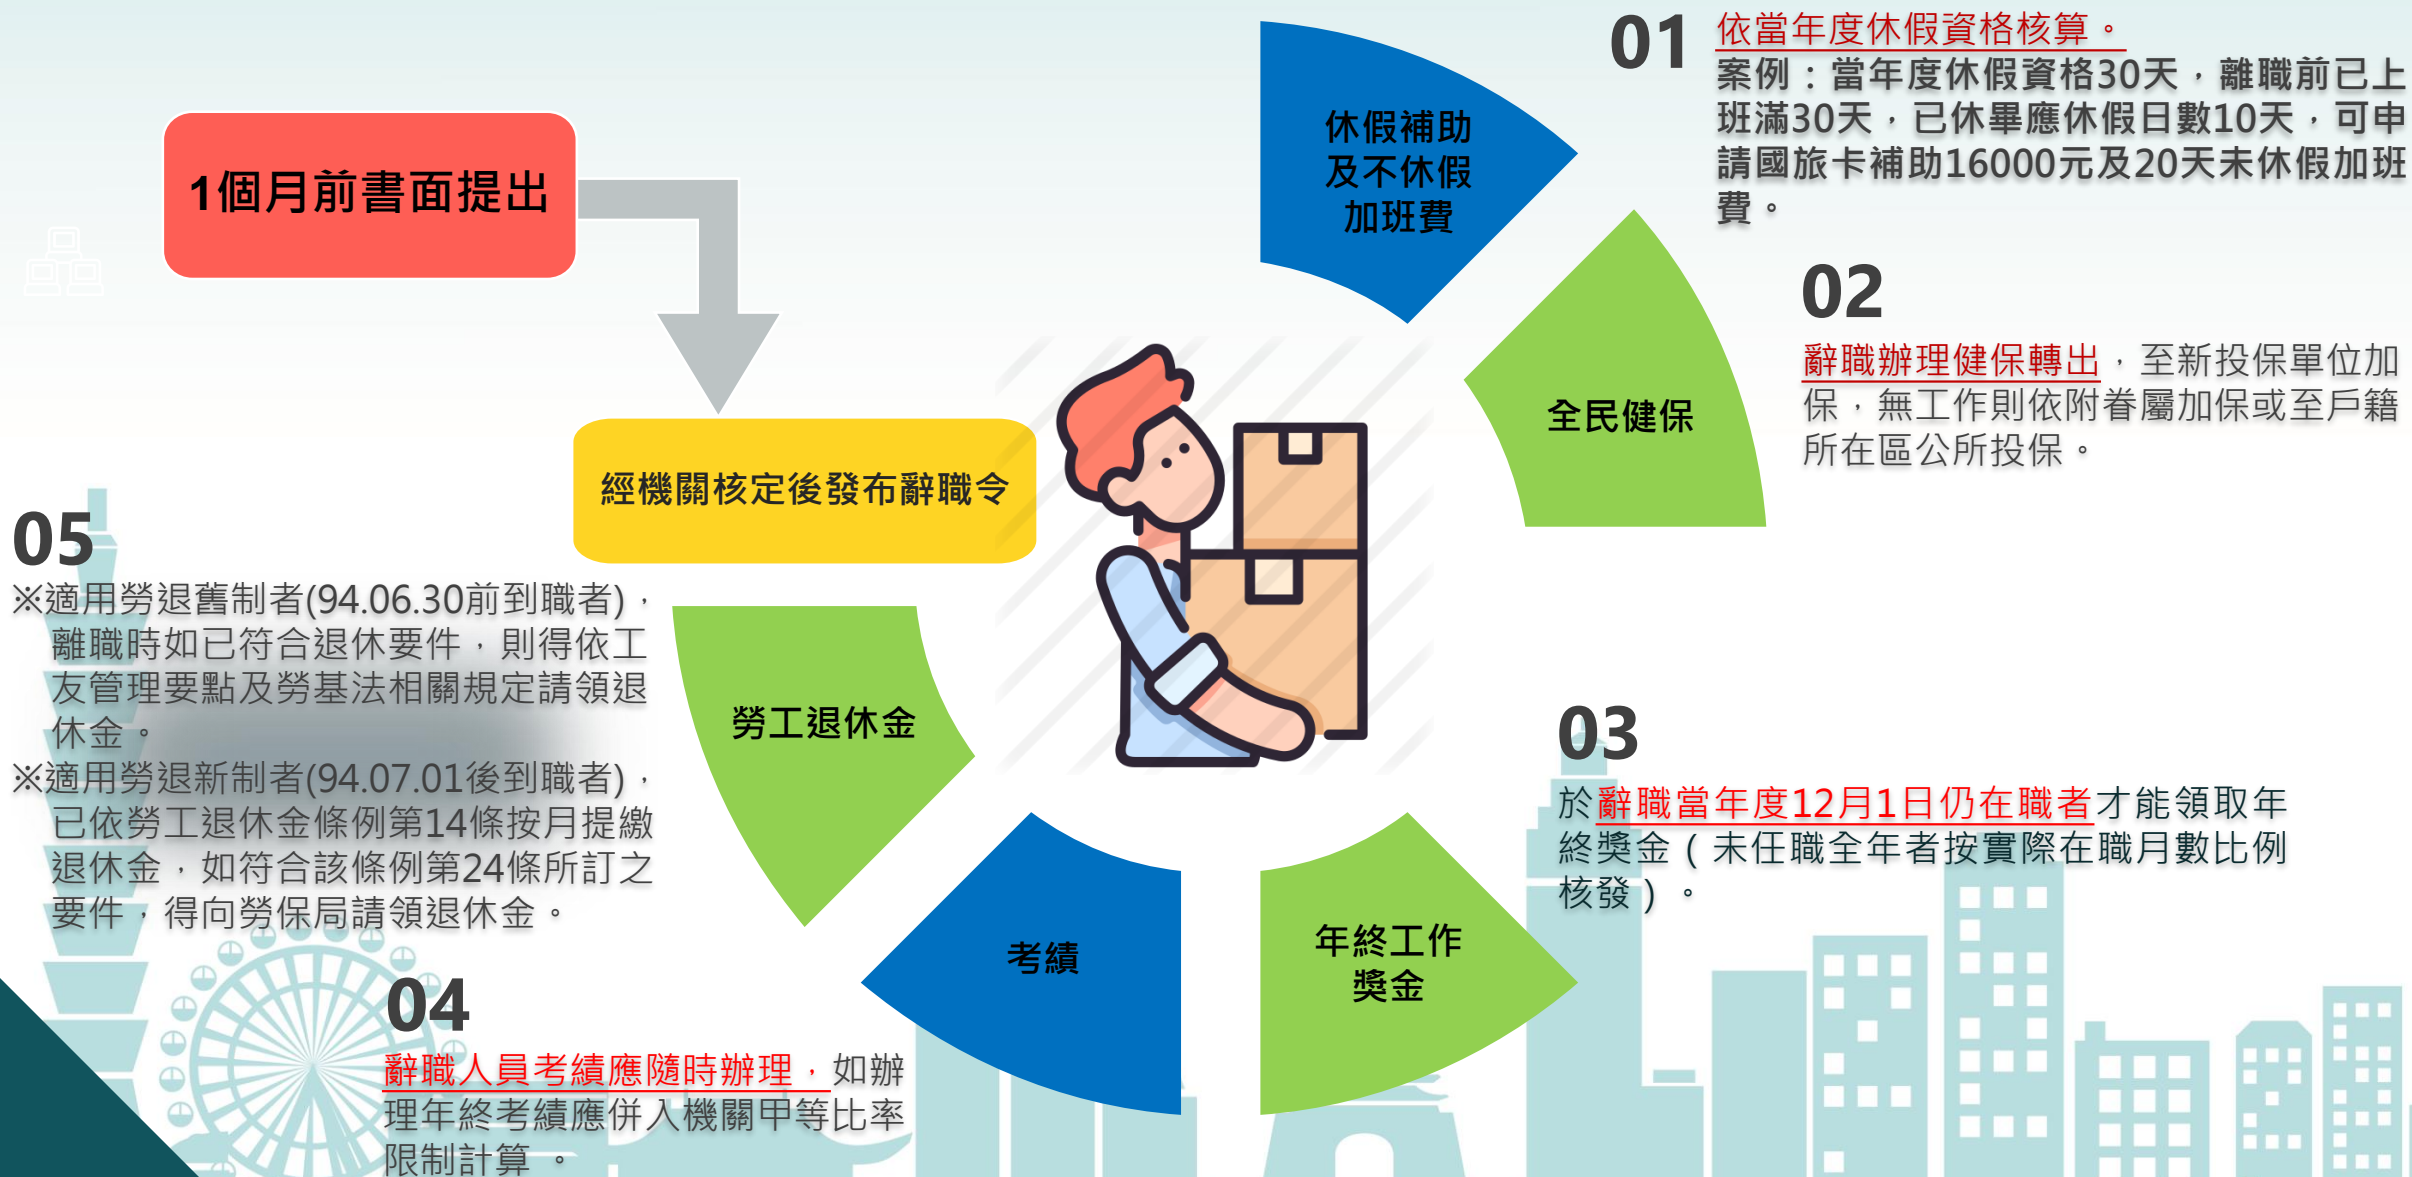 1個月前書面提出
經機關核定後發布辭職令
休假補助
及不休假
加班費
01
依當年度休假資格核算。
案例：當年度休假資格30天，離職前已上
班滿30天，已休畢應休假日數10天，可申
請國旅卡補助16000元及20天未休假加班
費。
全民健保
02
辭職辦理健保轉出，至新投保單位加
保，無工作則依附眷屬加保或至戶籍
所在區公所投保。
年終工作
獎金
03
於辭職當年度12月1日仍在職者才能領取年
終獎金（未任職全年者按實際在職月數比例
核發）。
考績
04
辭職人員考績應隨時辦理，如辦
理年終考績應併入機關甲等比率
限制計算 。
勞工退休金
05
※適用勞退舊制者(94.06.30前到職者)，
離職時如已符合退休要件，則得依工
友管理要點及勞基法相關規定請領退
休金。
※適用勞退新制者(94.07.01後到職者)，
已依勞工退休金條例第14條按月提繳
退休金，如符合該條例第24條所訂之
要件，得向勞保局請領退休金。